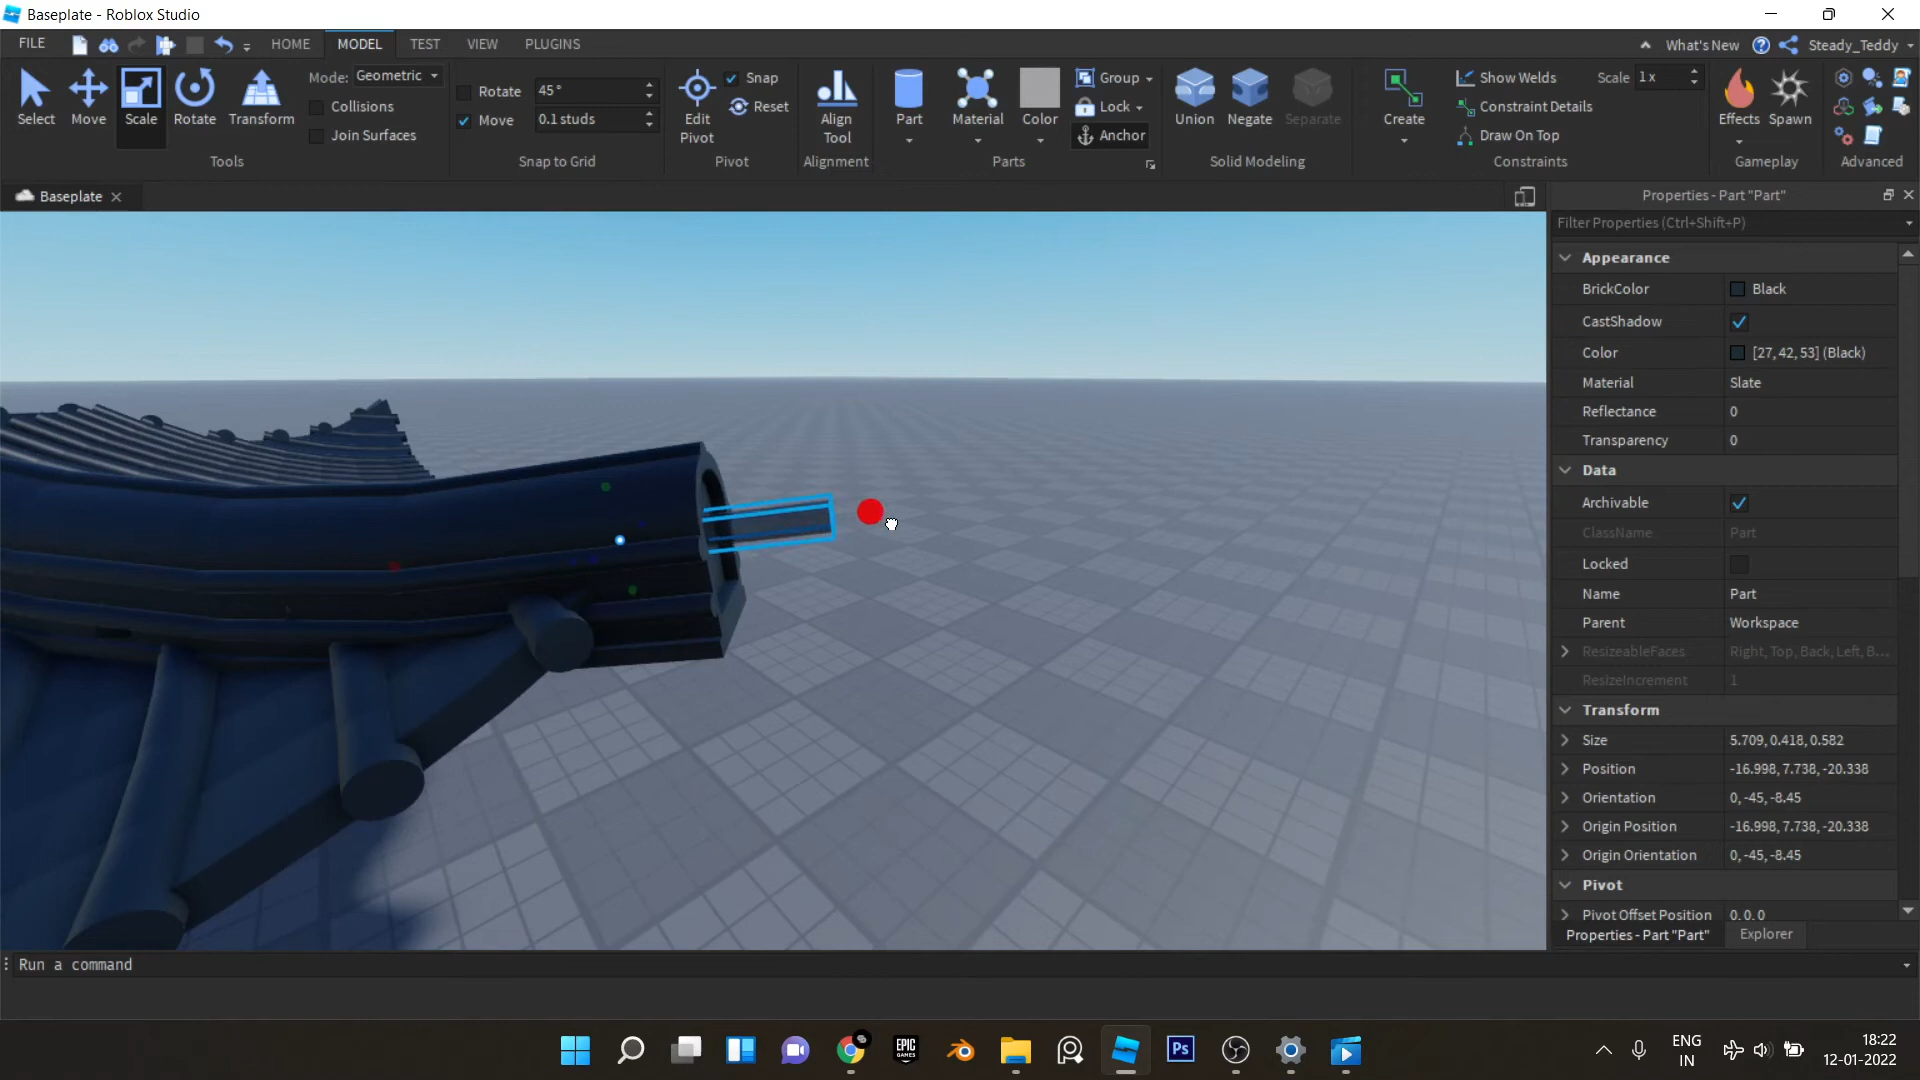 Baseplate - Roblox Studio
FILE HOME MODEL TEST VIEW PLUGINS What's New Steady_Teddy
Select Move Scale Rotate Transform
Mode: Geometric
Collisions
Join Surfaces
Tools
Rotate 45°
Move 0.1 studs
Snap to Grid
Edit Pivot
Snap
Reset
Pivot
Align Tool
Alignment
Part Material Color
Group
Lock
Anchor
Parts
Union Negate Separate
Solid Modeling
Create
Show Welds Scale 1x
Constraint Details
Draw On Top
Constraints
Effects Spawn
Gameplay
Advanced
Baseplate
Properties - Part "Part"
Filter Properties (Ctrl+Shift+P)
Appearance
BrickColor Black
CastShadow
Color [27, 42, 53] (Black)
Material Slate
Reflectance 0
Transparency 0
Data
Archivable
ClassName Part
Locked
Name Part
Parent Workspace
ResizeableFaces Right, Top, Back, Left, B...
ResizeIncrement 1
Transform
Size 5.709, 0.418, 0.582
Position -16.998, 7.738, -20.338
Orientation 0, -45, -8.45
Origin Position -16.998, 7.738, -20.338
Origin Orientation 0, -45, -8.45
Pivot
Pivot Offset Position 0, 0, 0
Properties - Part "Part" Explorer
Run a command
EPIC GAMES
Ps
ENG
IN
18:22
12-01-2022